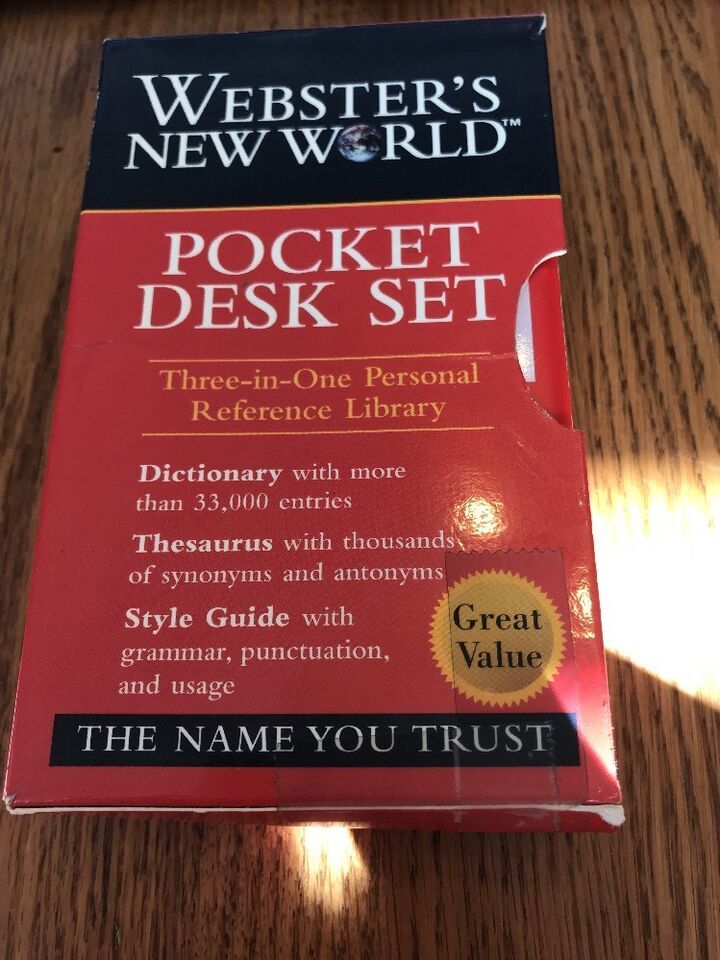 WEBSTER'S
NEW WORLD™
POCKET
DESK SET
Three-in-One Personal
Reference Library
Dictionary with more
than 33,000 entries
Thesaurus with thousands
of synonyms and antonyms
Style Guide with
grammar, punctuation,
and usage
Great
Value
THE NAME YOU TRUST